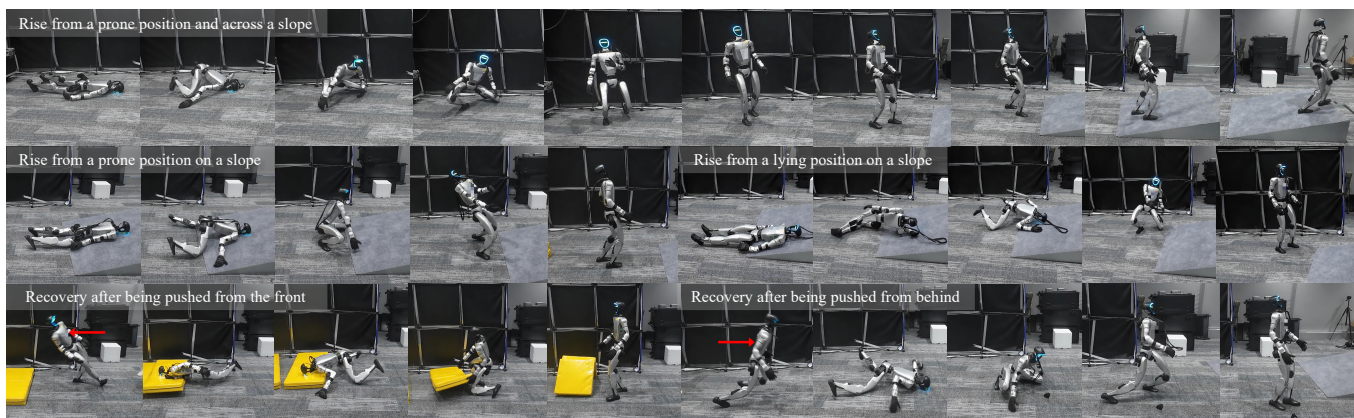 Rise from a prone position and across a slope
Rise from a prone position on a slope
Rise from a lying position on a slope
Recovery after being pushed from the front
Recovery after being pushed from behind